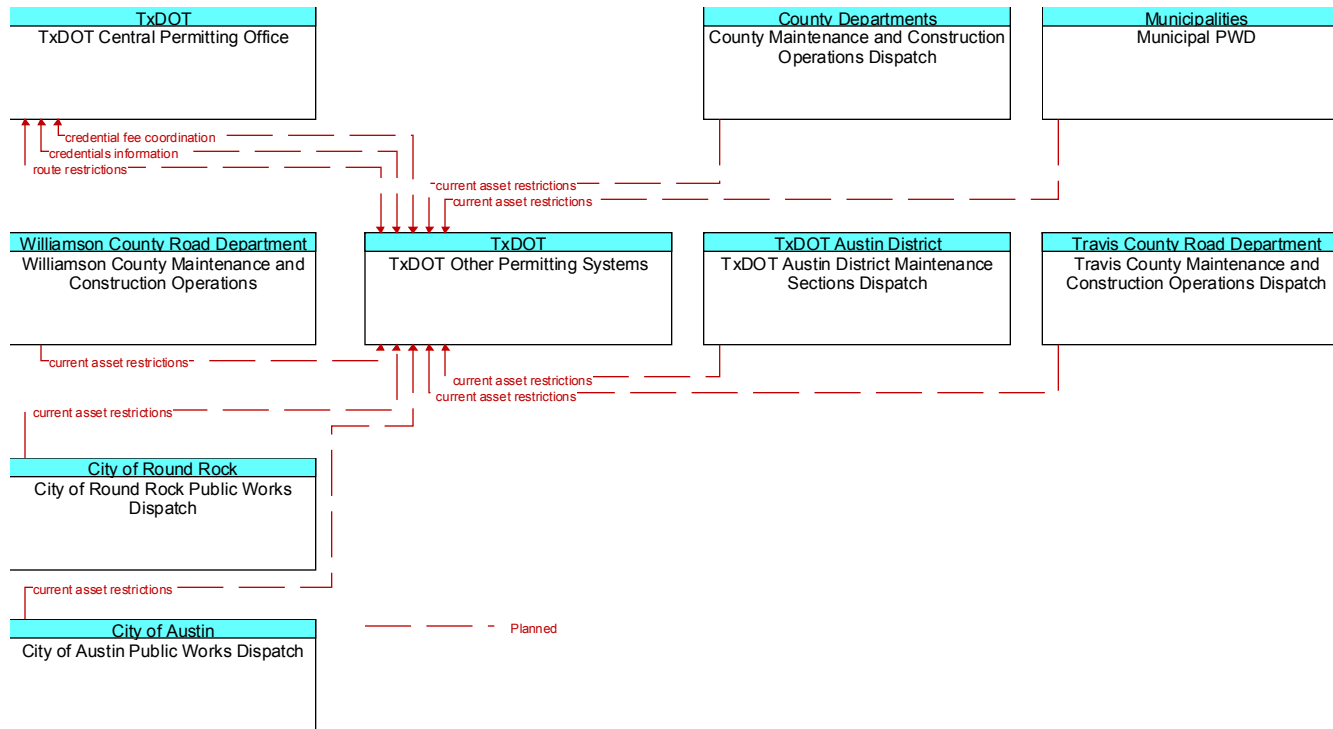 TxDOT
TxDOT Central Permitting Office
County Departments
County Maintenance and Construction
Operations Dispatch
Municipalities
Municipal PWD
credential fee coordination
credentials information
route restrictions
current asset restrictions
current asset restrictions
Williamson County Road Department
Williamson County Maintenance and
Construction Operations
TxDOT
TxDOT Other Permitting Systems
TxDOT Austin District
TxDOT Austin District Maintenance
Sections Dispatch
Travis County Road Department
Travis County Maintenance and
Construction Operations Dispatch
current asset restrictions
current asset restrictions
current asset restrictions
current asset restrictions
City of Round Rock
City of Round Rock Public Works
Dispatch
current asset restrictions
City of Austin
City of Austin Public Works Dispatch
Planned